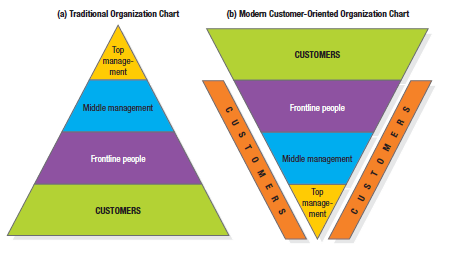 (a) Traditional Organization Chart
Top
manage-
ment
Middle management
Frontline people
CUSTOMERS
(b) Modern Customer-Oriented Organization Chart
CUSTOMERS
Frontline people
Middle management
Top
manage-
ment
CUSTOMERS
CUSTOMERS